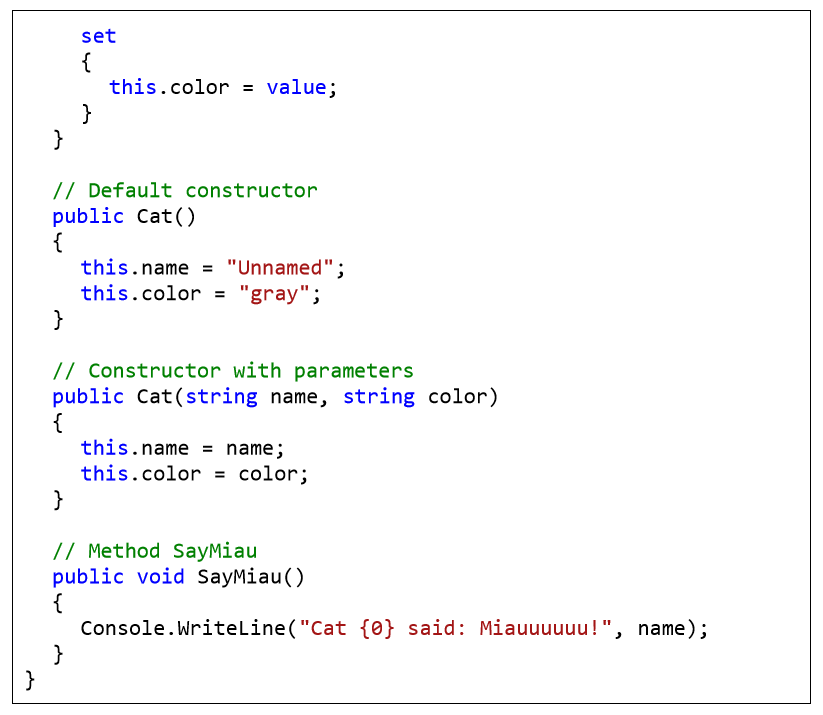 set
{
this.color = value;
}
}
// Default constructor
public Cat()
{
this.name = "Unnamed";
this.color = "gray";
}
// Constructor with parameters
public Cat(string name, string color)
{
this.name = name;
this.color = color;
}
// Method SayMiau
public void SayMiau()
{
Console.WriteLine("Cat {0} said: Miauuuuuu!", name);
}
}